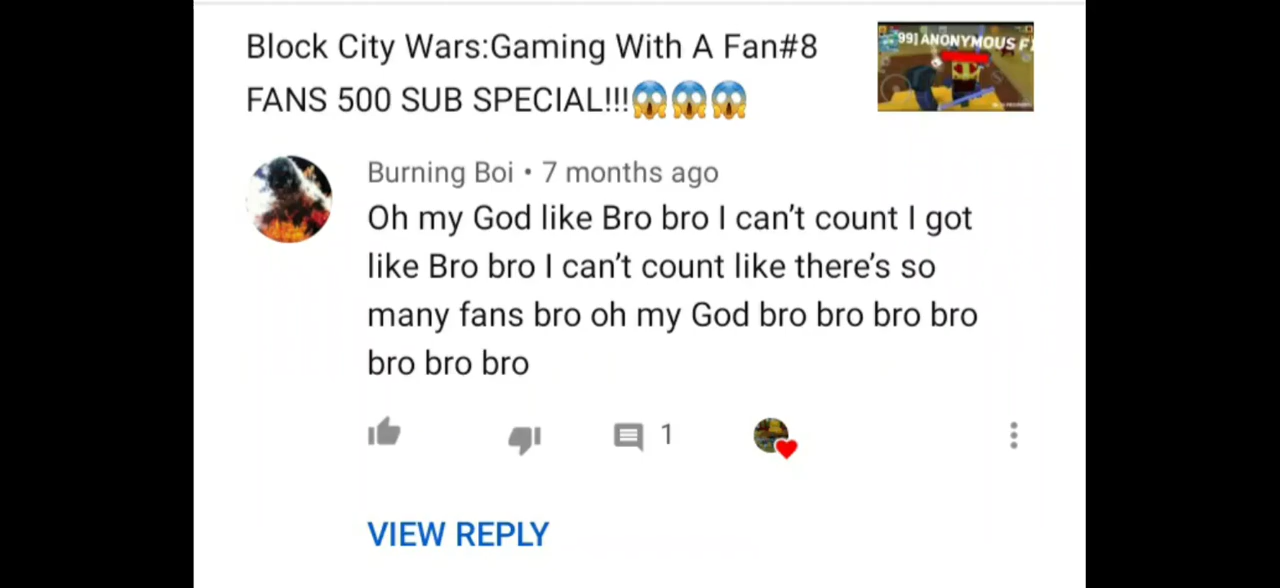 Block City Wars:Gaming With A Fan#8
FANS 500 SUB SPECIAL!!!😱😱😱
99] ANONYMOUS F
Burning Boi • 7 months ago
Oh my God like Bro bro I can't count I got
like Bro bro I can't count like there's so
many fans bro oh my God bro bro bro bro
bro bro bro
1
VIEW REPLY